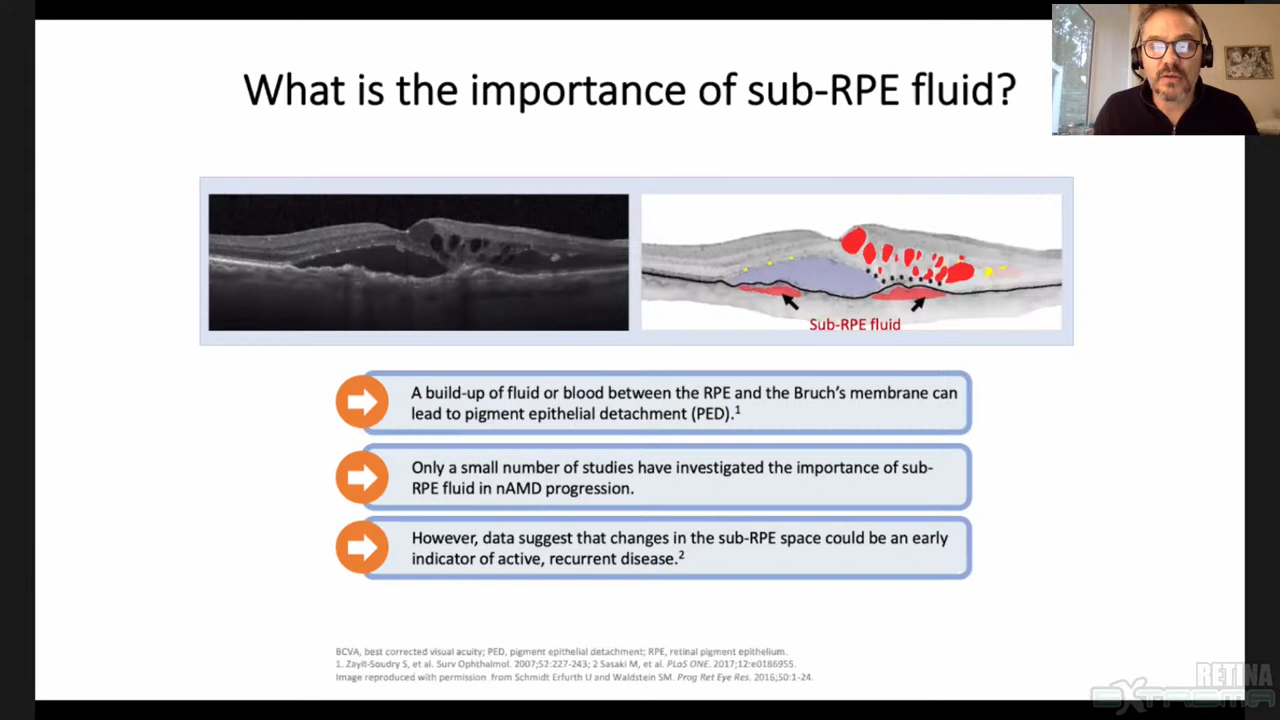 What is the importance of sub-RPE fluid?
Sub-RPE fluid
A build-up of fluid or blood between the RPE and the Bruch's membrane can
lead to pigment epithelial detachment (PED).1
Only a small number of studies have investigated the importance of sub-
RPE fluid in nAMD progression.
However, data suggest that changes in the sub-RPE space could be an early
indicator of active, recurrent disease.2
BCVA, best corrected visual acuity; PED, pigment epithelial detachment; RPE, retinal pigment epithelium.
1. Zayit-Soudry S, et al. Surv Ophthalmol. 2007;52:227-243; 2 Sasaki M, et al. PLoS ONE. 2017;12:e0186955.
Image reproduced with permission from Schmidt Erfurth U and Waldstein SM. Prog Ret Eye Res. 2016;50:1-24.
RETINA
EXTREMA